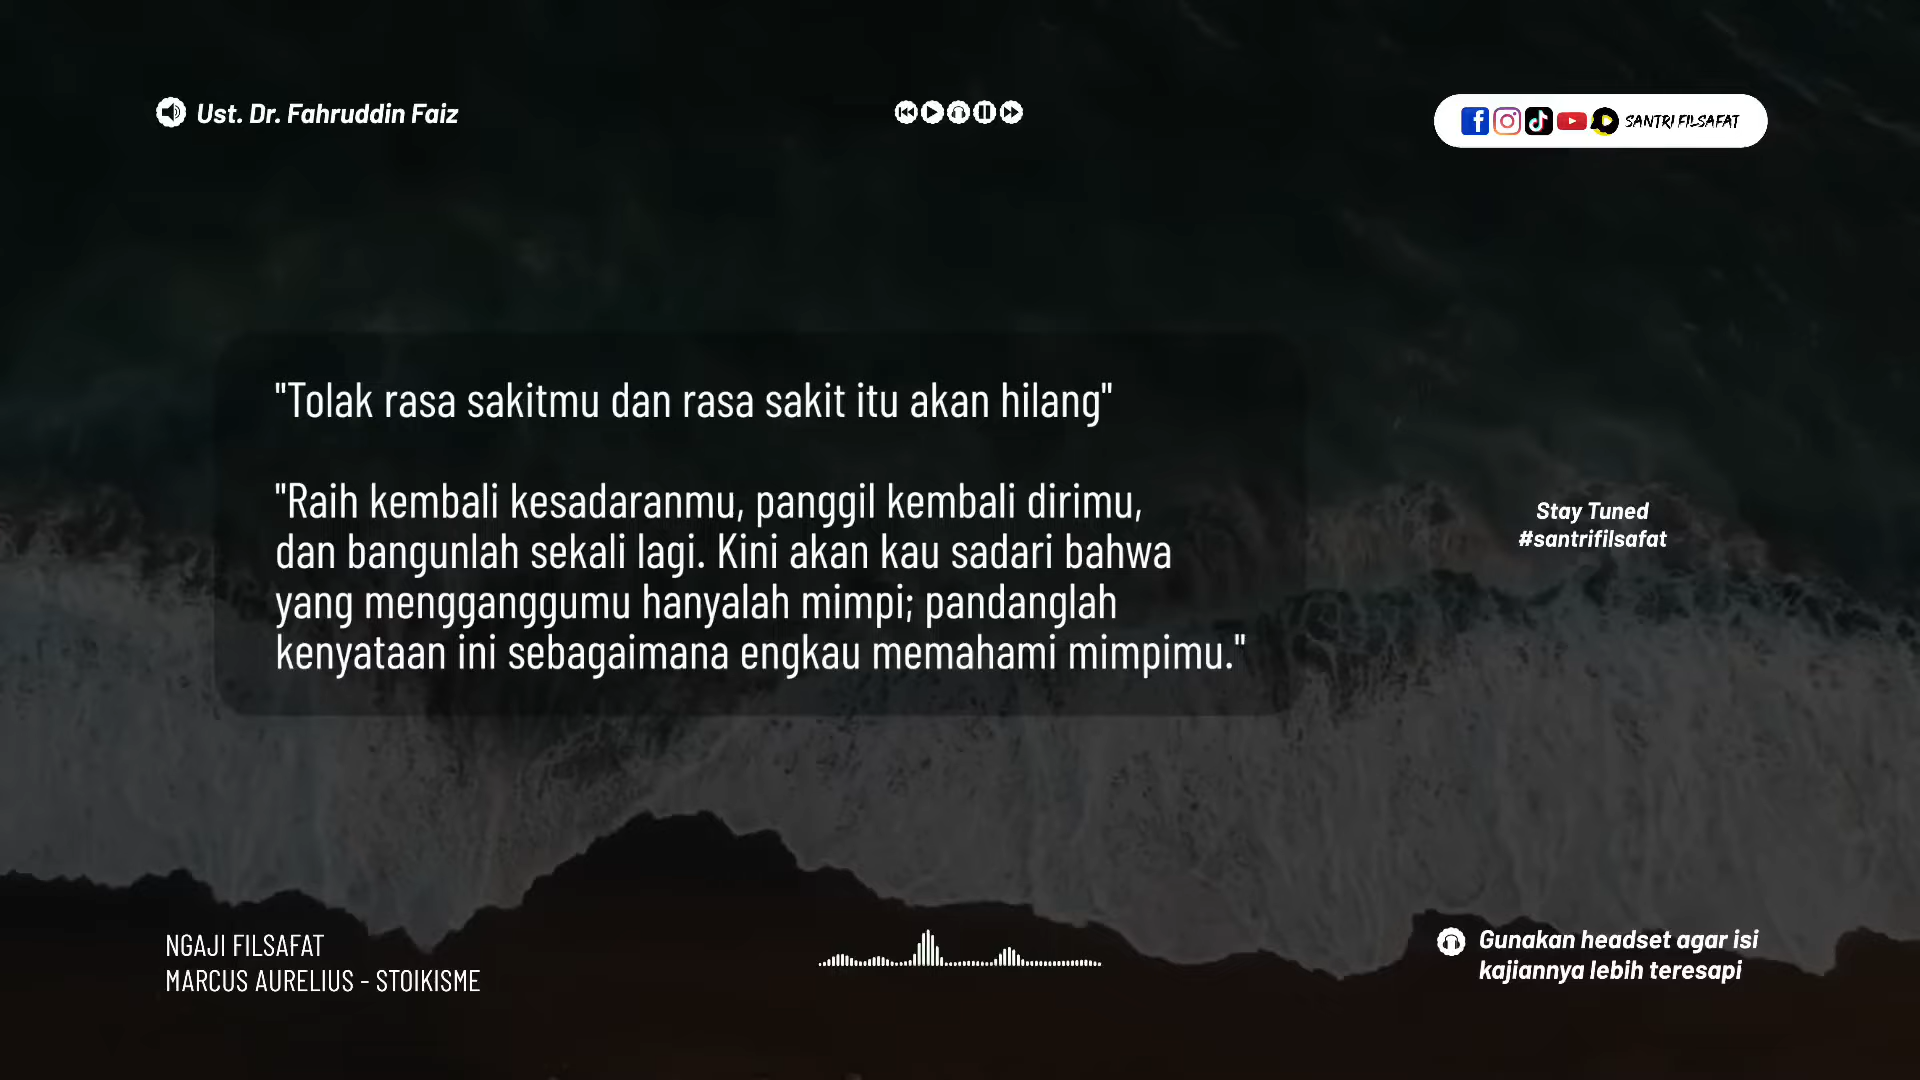 Ust. Dr. Fahruddin Faiz
SANTRI FILSAFAT
"Tolak rasa sakitmu dan rasa sakit itu akan hilang"
"Raih kembali kesadaranmu, panggil kembali dirimu,
dan bangunlah sekali lagi. Kini akan kau sadari bahwa
yang mengganggumu hanyalah mimpi; pandanglah
kenyataan ini sebagaimana engkau memahami mimpimu."
Stay Tuned
#santrifilsafat
NGAJI FILSAFAT
MARCUS AURELIUS - STOIKISME
Gunakan headset agar isi
kajiannya lebih teresapi